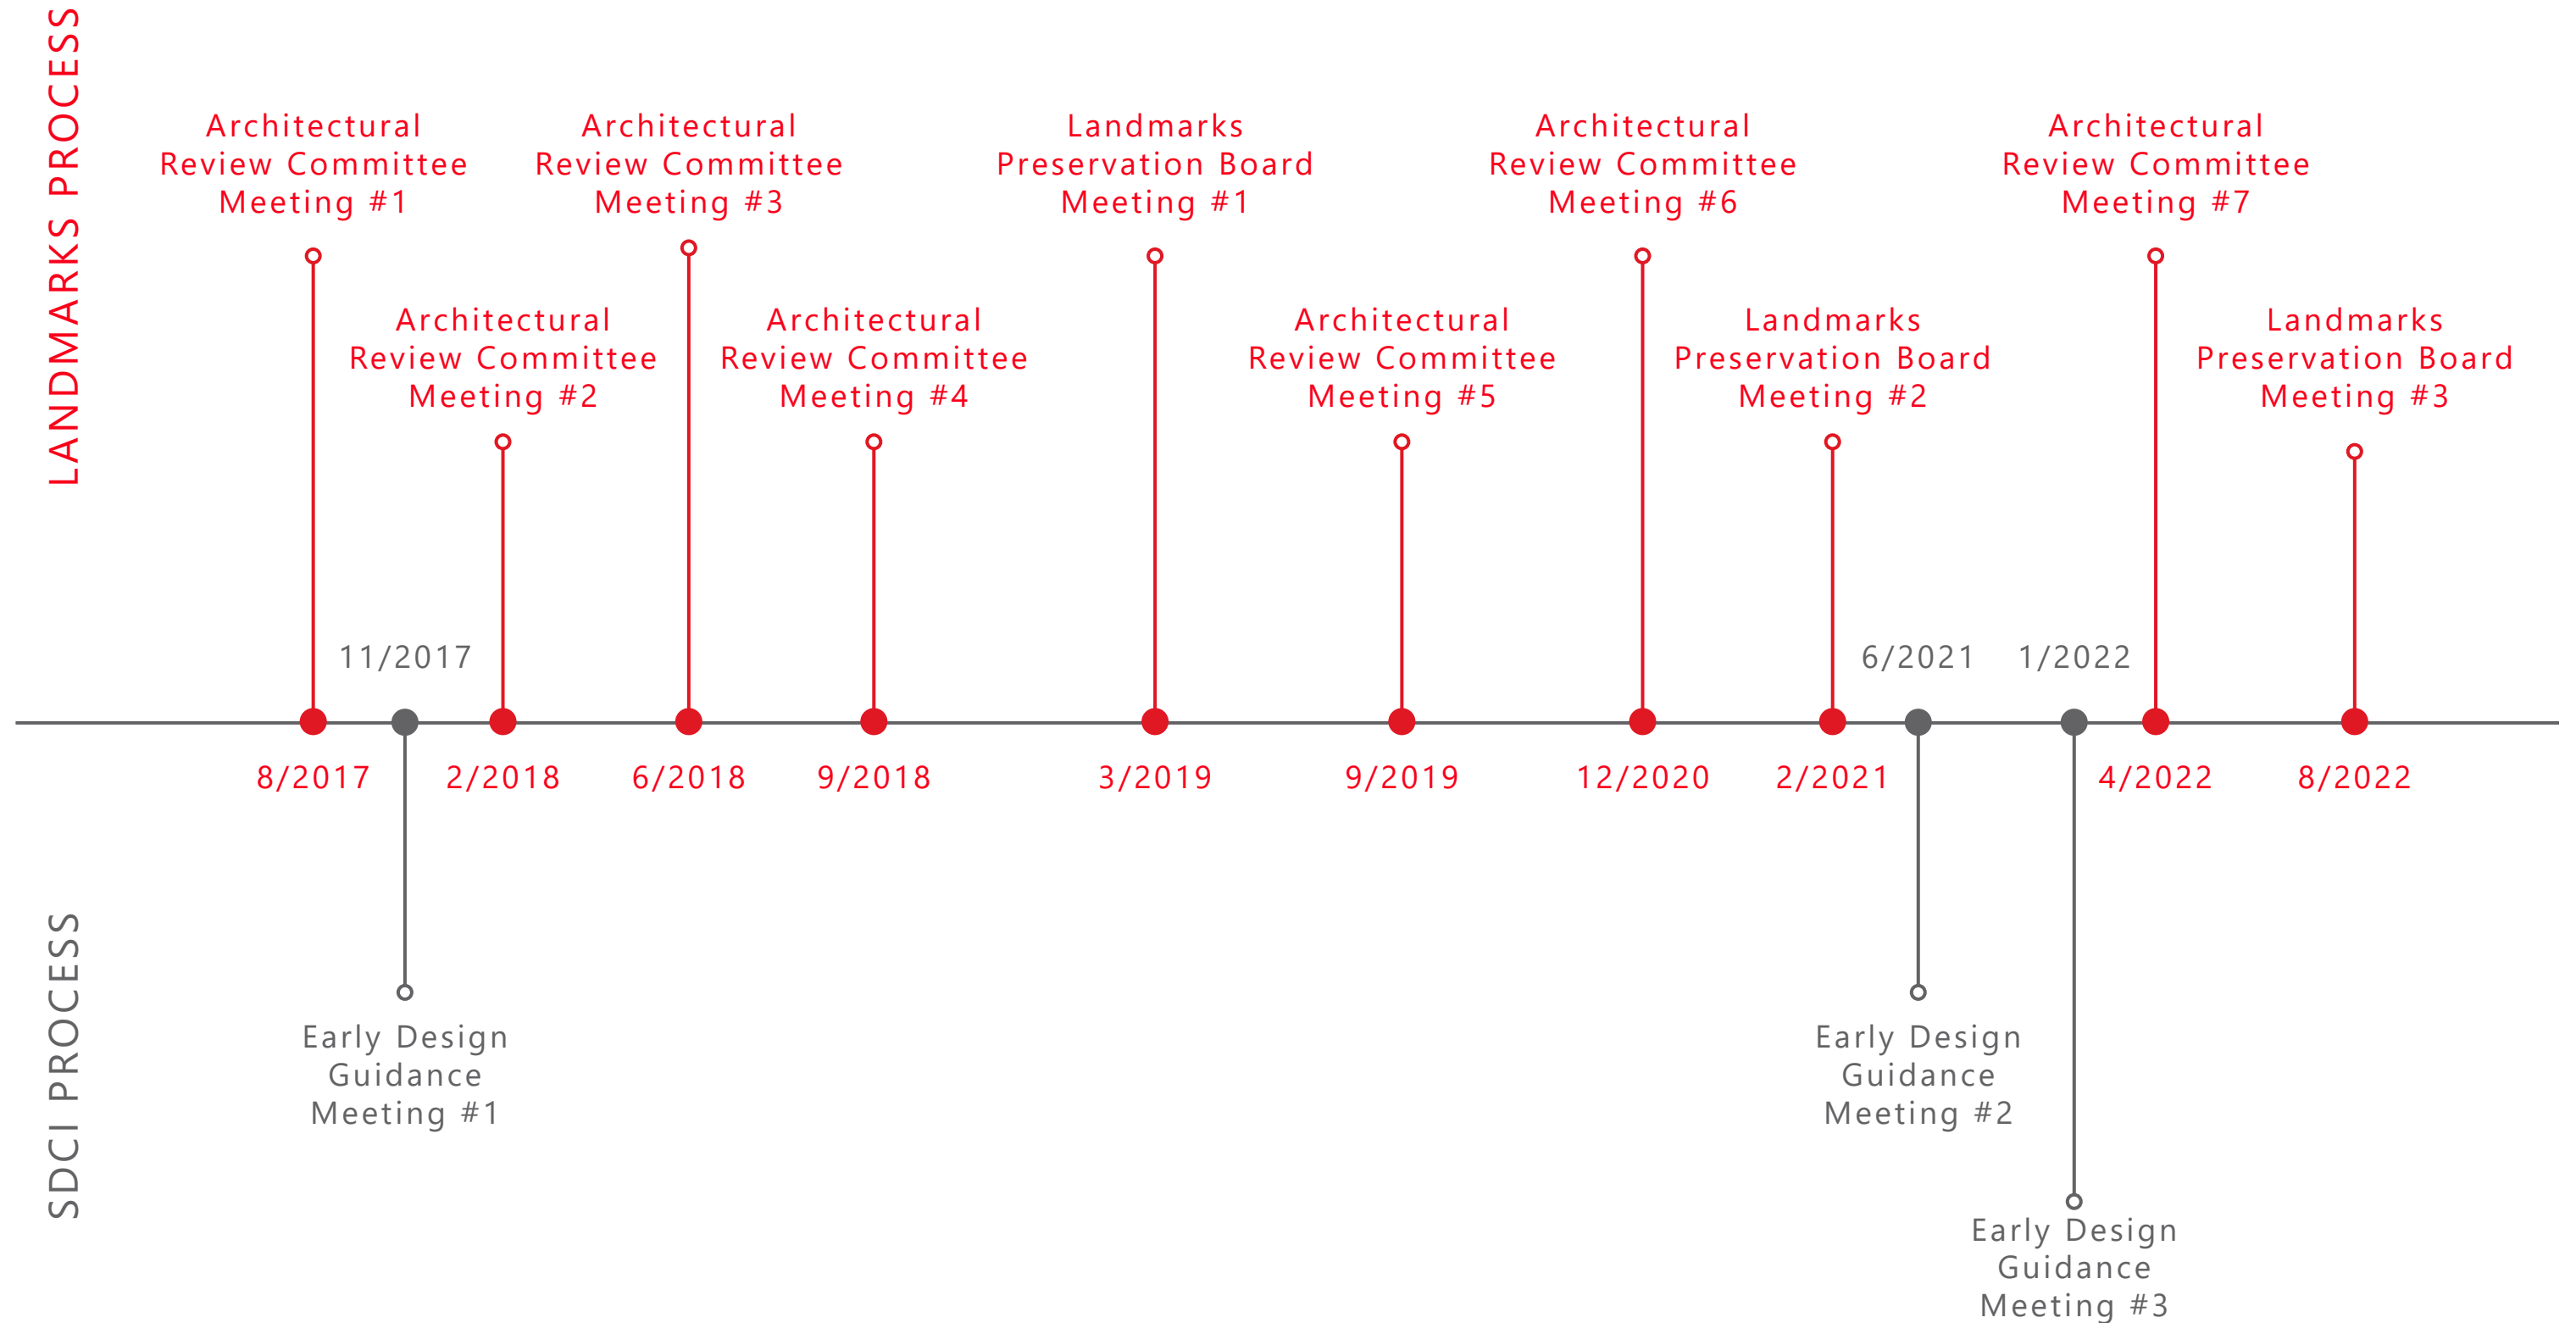 LANDMARKS PROCESS
Architectural
Review Committee
Meeting #1
Architectural
Review Committee
Meeting #3
Landmarks
Preservation Board
Meeting #1
Architectural
Review Committee
Meeting #6
Architectural
Review Committee
Meeting #7
Architectural
Review Committee
Meeting #2
Architectural
Review Committee
Meeting #4
Architectural
Review Committee
Meeting #5
Landmarks
Preservation Board
Meeting #2
Landmarks
Preservation Board
Meeting #3
11/2017
6/2021
1/2022
8/2017
2/2018
6/2018
9/2018
3/2019
9/2019
12/2020
2/2021
4/2022
8/2022
SDCI PROCESS
Early Design
Guidance
Meeting #1
Early Design
Guidance
Meeting #2
Early Design
Guidance
Meeting #3